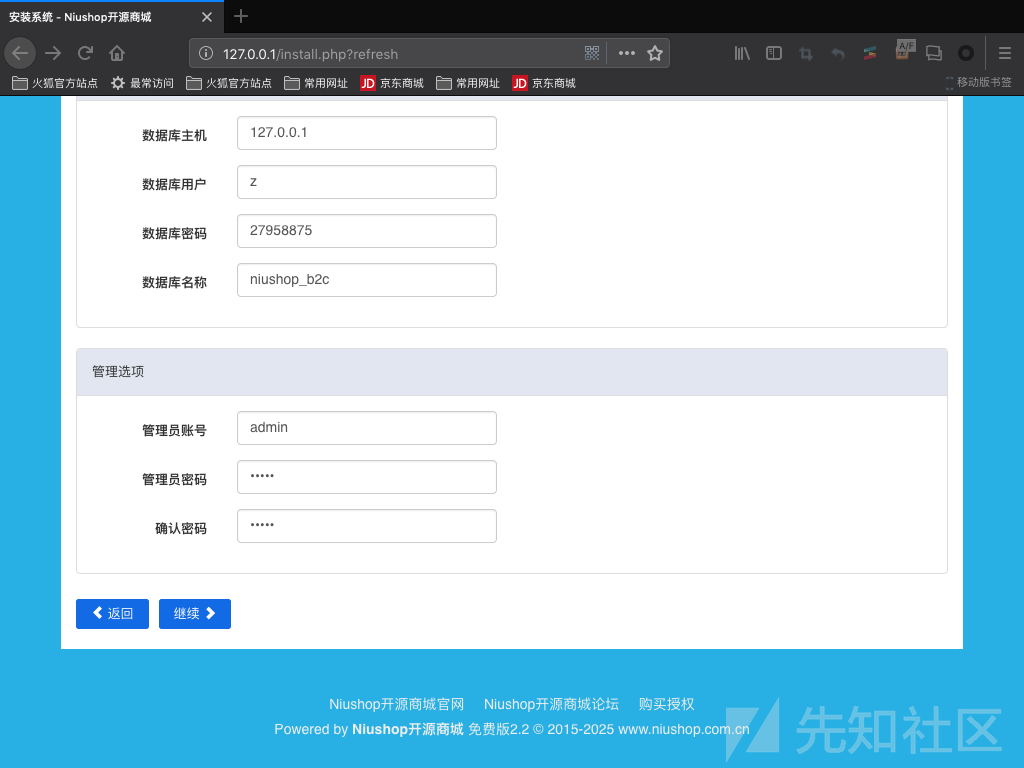 安装系统 - Niushop开源商城
127.0.0.1/install.php?refresh
A/F
火狐官方站点 最常访问 火狐官方站点 常用网址 JD 京东商城 常用网址 JD 京东商城 移动版书签
数据库主机 127.0.0.1
数据库用户 z
数据库密码 27958875
数据库名称 niushop_b2c
管理选项
管理员账号 admin
管理员密码 •••••
确认密码 •••••
返回 继续
Niushop开源商城官网 Niushop开源商城论坛 购买授权
Powered by Niushop开源商城 免费版2.2 © 2015-2025 www.niushop.com.cn
先知社区